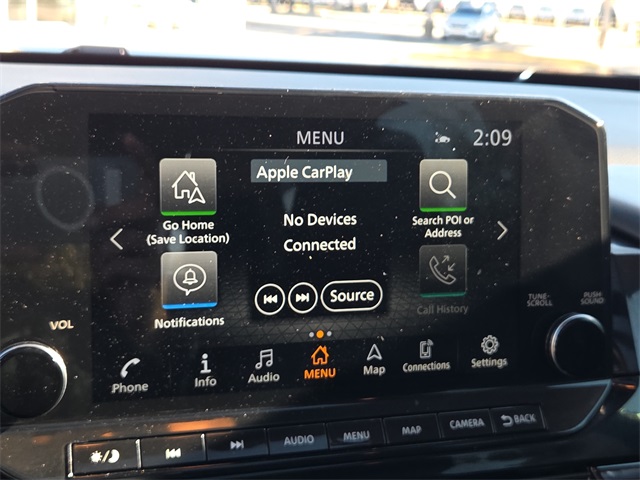 MENU
2:09
Apple CarPlay
Go Home
(Save Location)
No Devices
Connected
Search POI or
Address
Notifications
Source
Call History
TUNE-
SCROLL
PUSH
SOUND
VOL
Phone
Info
Audio
MENU
Map
Connections
Settings
AUDIO
MENU
MAP
CAMERA
BACK